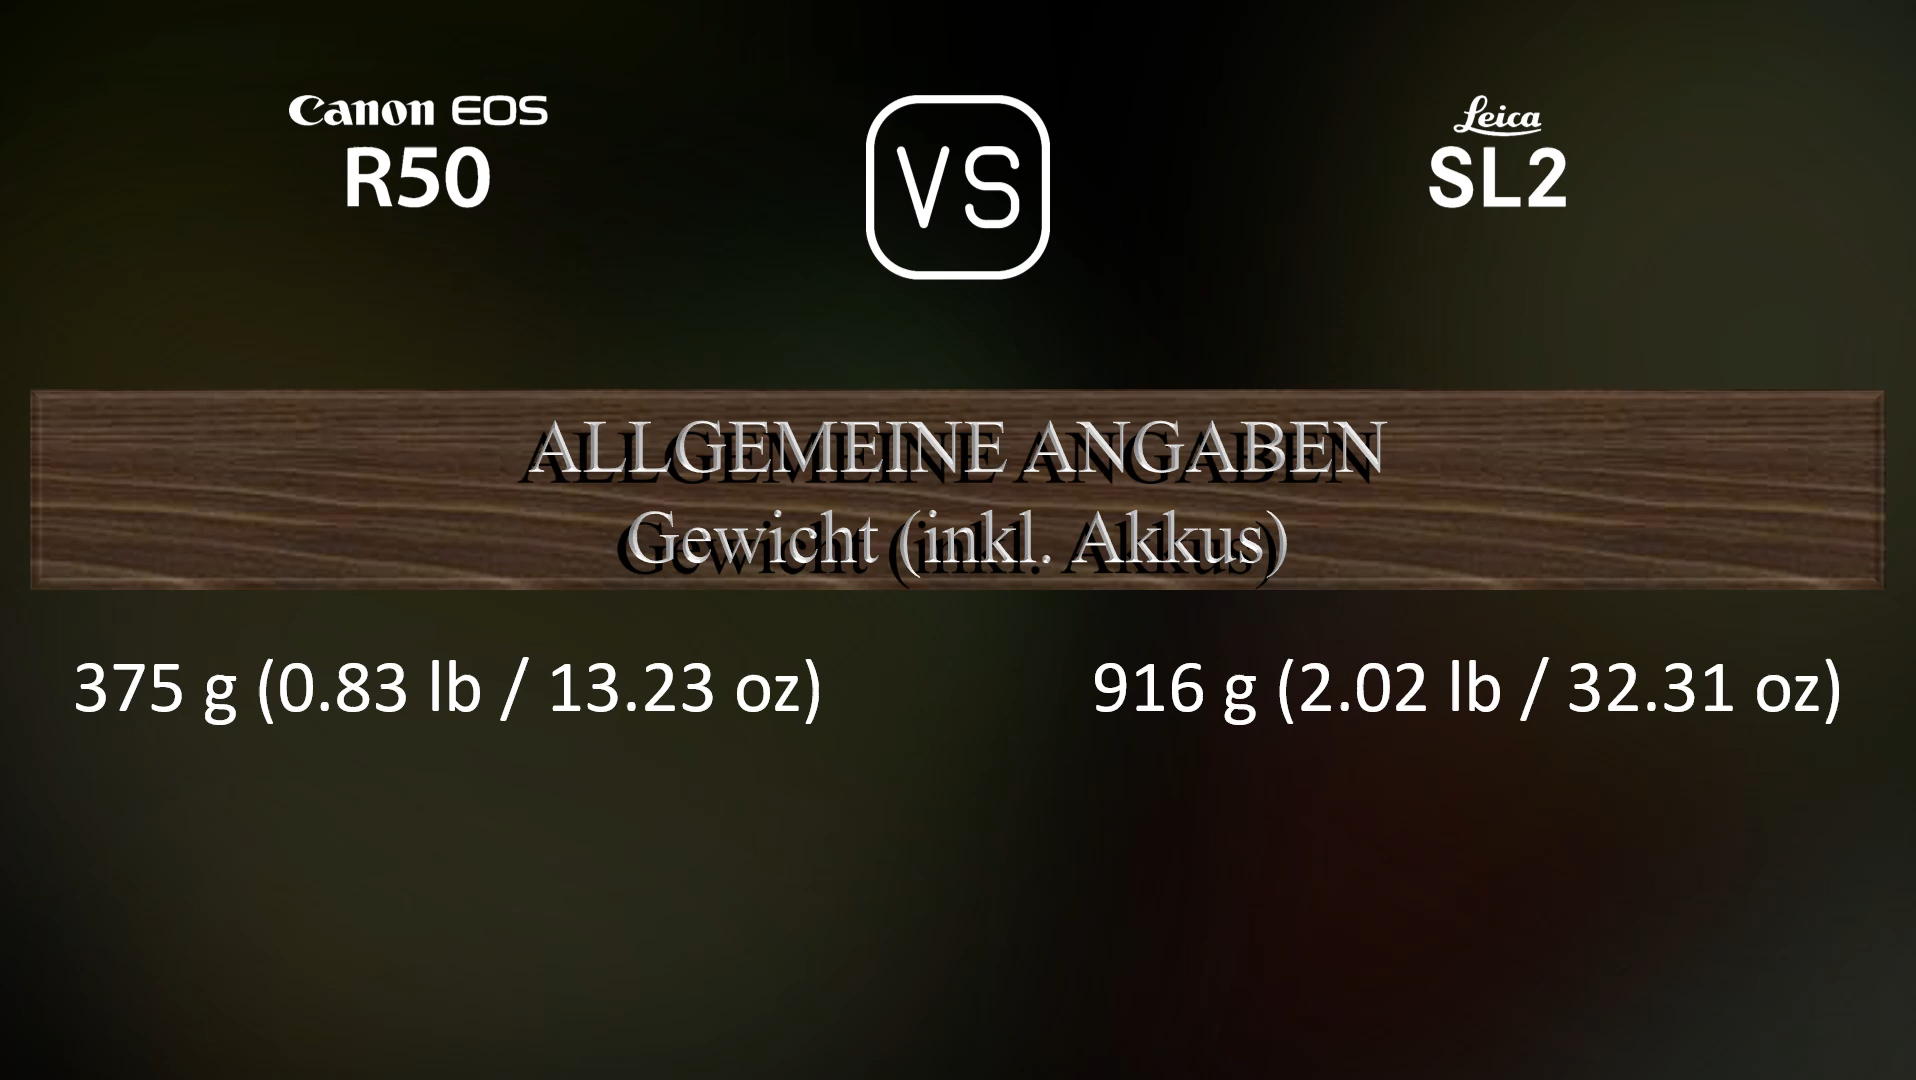 Canon EOS
R50
VS
Leica
SL2
ALLGEMEINE ANGABEN
Gewicht (inkl. Akkus)
375 g (0.83 lb / 13.23 oz)
916 g (2.02 lb / 32.31 oz)